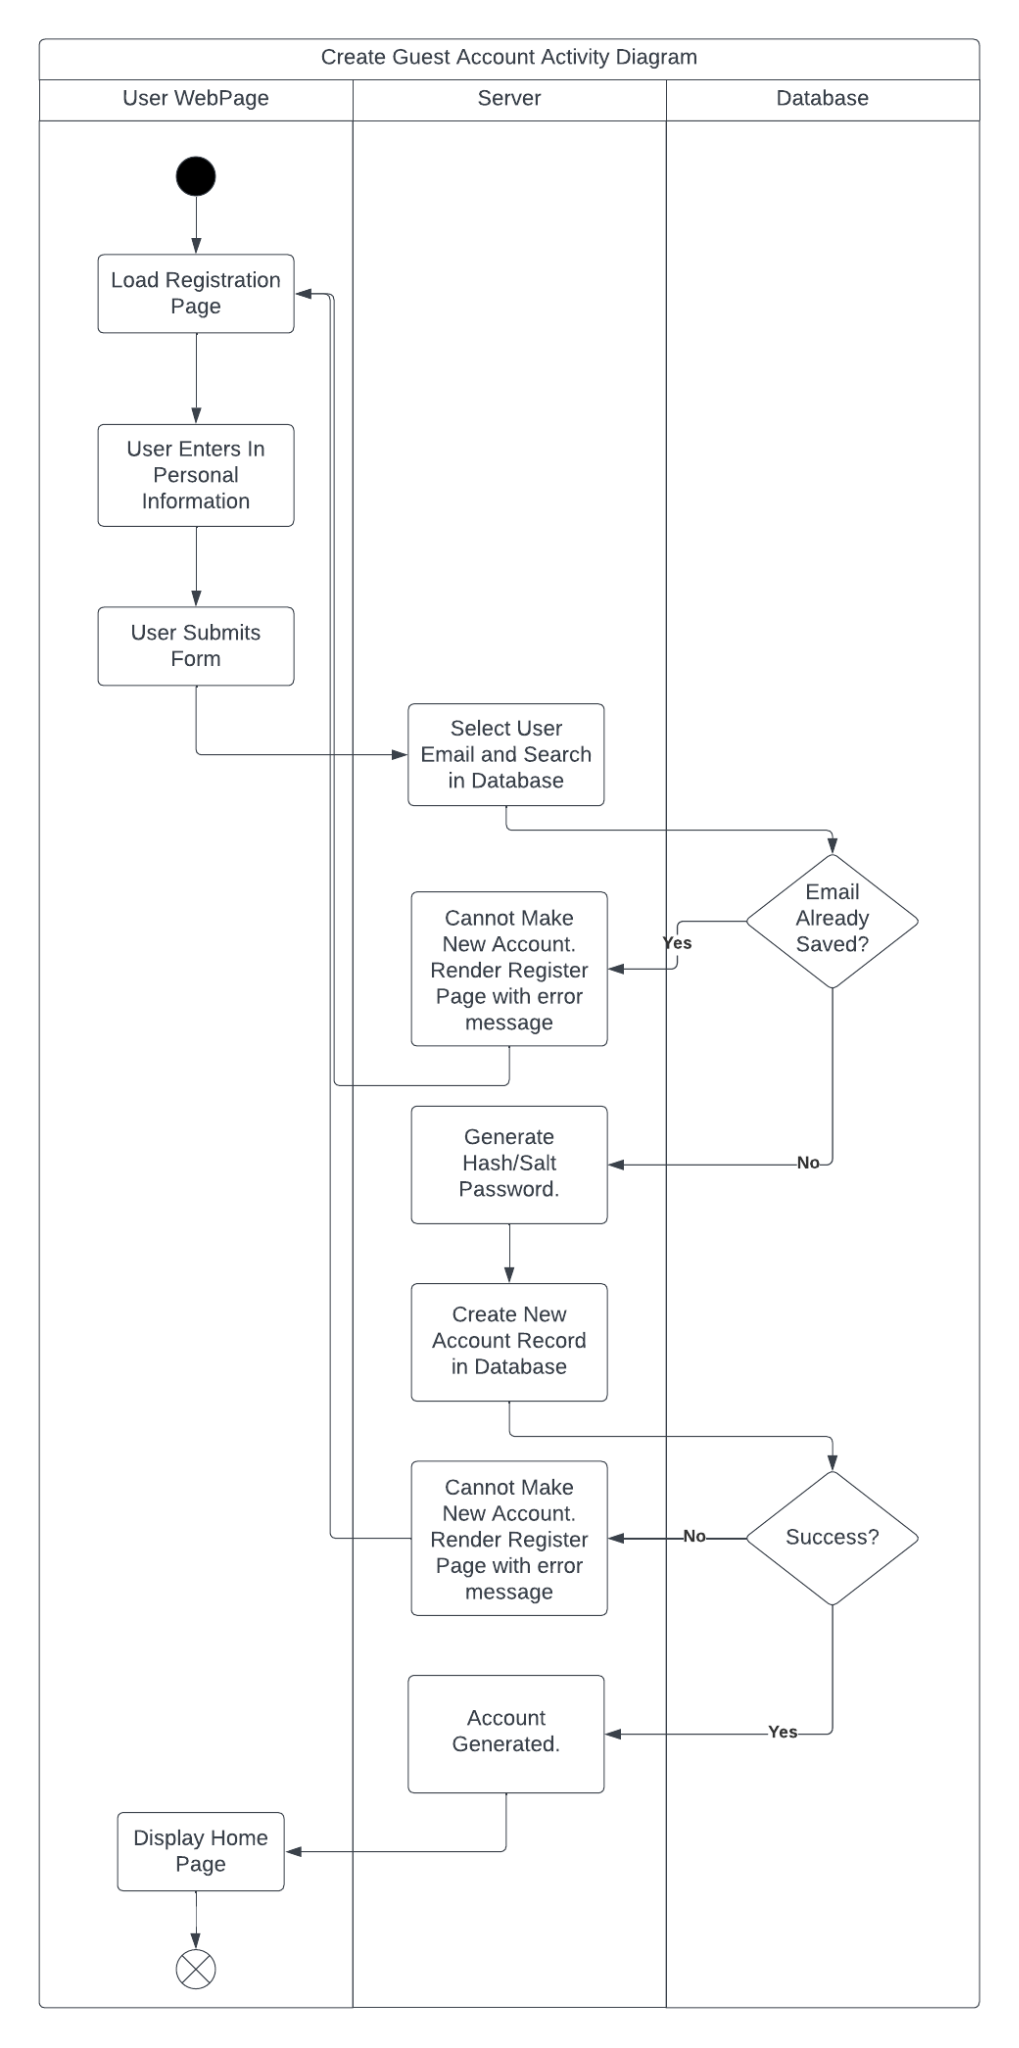 Create Guest Account Activity Diagram
User WebPage
Server
Database
Load Registration
Page
User Enters In
Personal
Information
User Submits
Form
Select User
Email and Search
in Database
Email
Already
Saved?
Yes
Cannot Make
New Account.
Render Register
Page with error
message
No
Generate
Hash/Salt
Password.
Create New
Account Record
in Database
Success?
No
Cannot Make
New Account.
Render Register
Page with error
message
Yes
Account
Generated.
Display Home
Page